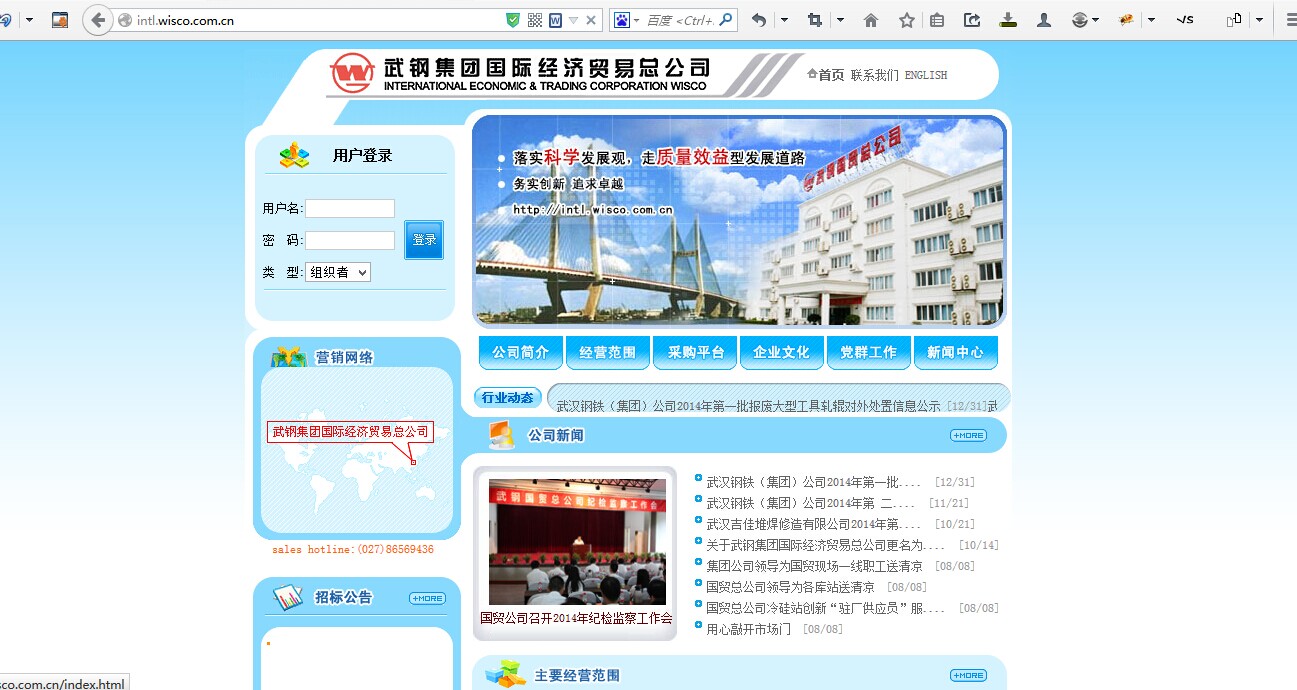 intl.wisco.com.cn
百度 <Ctrl+.
武钢集团国际经济贸易总公司
INTERNATIONAL ECONOMIC & TRADING CORPORATION WISCO
首页 联系我们 ENGLISH
用户登录
用户名:
密 码:
登录
类 型: 组织者
落实科学发展观，走质量效益型发展道路
务实创新 追求卓越
http://intl.wisco.com.cn
武钢国贸总公司
公司简介 经营范围 采购平台 企业文化 党群工作 新闻中心
行业动态
武汉钢铁（集团）公司2014年第一批报废大型工具轧辊对外处置信息公示 [12/31]武
营销网络
武钢集团国际经济贸易总公司
sales hotline:(027)86569436
公司新闻
+MORE
武钢国贸总公司纪检监察工作会
国贸公司召开2014年纪检监察工作会
武汉钢铁（集团）公司2014年第一批.... [12/31]
武汉钢铁（集团）公司2014年第 二.... [11/21]
武汉吉佳堆焊修造有限公司2014年第.... [10/21]
关于武钢集团国际经济贸易总公司更名为.... [10/14]
集团公司领导为国贸现场一线职工送清凉 [08/08]
国贸总公司领导为各库站送清凉 [08/08]
国贸总公司冷硅站创新“驻厂供应员”服.... [08/08]
用心敲开市场门 [08/08]
招标公告
+MORE
主要经营范围
+MORE
sco.com.cn/index.html